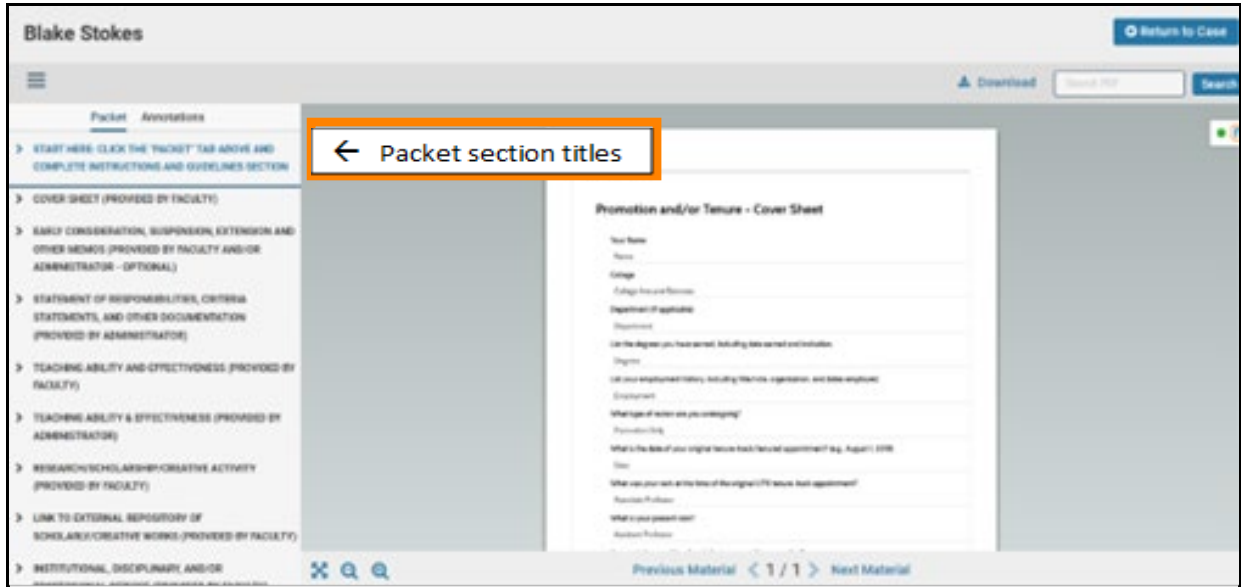 Blake Stokes
Return to Case
Download
Search PDF
Search
Packet Annotations
START HERE: CLICK THE "PACKET" TAB ABOVE AND
COMPLETE INSTRUCTIONS AND GUIDELINES SECTION
COVER SHEET (PROVIDED BY FACULTY)
EARLY CONSIDERATION, SUSPENSION, EXTENSION AND
OTHER MEMOS (PROVIDED BY FACULTY AND/OR
ADMINISTRATOR - OPTIONAL)
STATEMENT OF RESPONSIBILITIES, CRITERIA
STATEMENTS, AND OTHER DOCUMENTATION
(PROVIDED BY ADMINISTRATOR)
TEACHING ABILITY AND EFFECTIVENESS (PROVIDED BY
FACULTY)
TEACHING ABILITY & EFFECTIVENESS (PROVIDED BY
ADMINISTRATOR)
RESEARCH/SCHOLARSHIP/CREATIVE ACTIVITY
(PROVIDED BY FACULTY)
LINK TO EXTERNAL REPOSITORY OF
SCHOLARLY/CREATIVE WORKS (PROVIDED BY FACULTY)
INSTITUTIONAL, DISCIPLINARY, AND/OR
← Packet section titles
Promotion and/or Tenure - Cover Sheet
Your Name
Name
College
Department (if applicable)
Department
List the degrees you have earned, including date earned and institution.
Degrees
List your employment history, including title/role, organization, and dates employed.
Employment
What type of review are you undergoing?
Promotion Only
What is the date of your original tenure-track/tenured appointment? (e.g., August 1, 2019)
Date
What was your rank at the time of the original UTK tenure-track appointment?
Associate Professor
What is your present rank?
Assistant Professor
Previous Material < 1 / 1 > Next Material